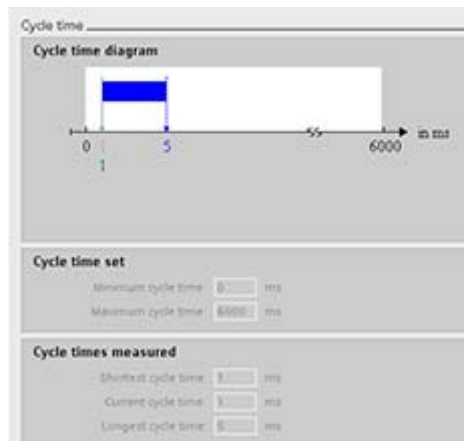 Cycle time
Cycle time diagram
0 1 5 6000 in ms
1
Cycle time set
Minimum cycle time: 0 ms
Maximum cycle time: 6000 ms
Cycle times measured
Shortest cycle time: 1 ms
Current cycle time: 1 ms
Longest cycle time: 5 ms